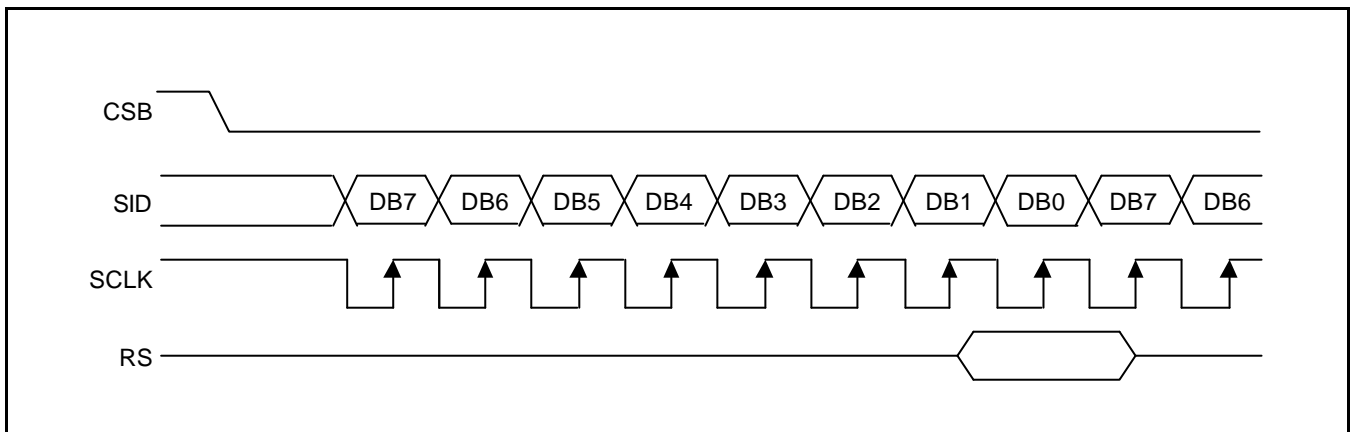 CSB
SID DB7 DB6 DB5 DB4 DB3 DB2 DB1 DB0 DB7 DB6
SCLK
RS